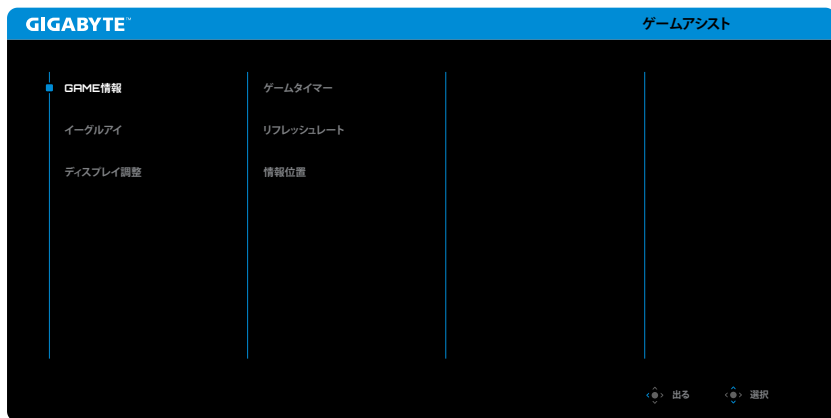 GIGABYTE™
ゲームアシスト
GAME情報
ゲームタイマー
イーグルアイ
リフレッシュレート
ディスプレイ調整
情報位置
出る
選択